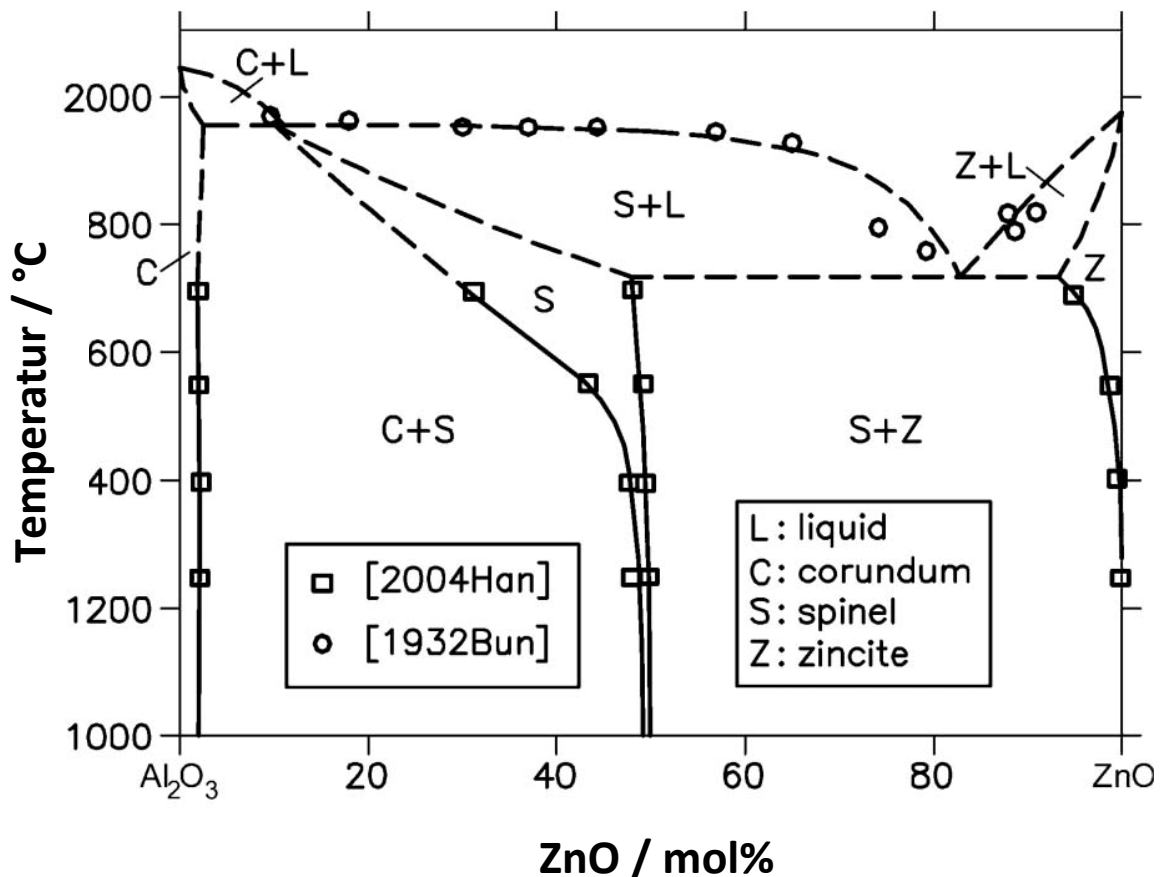 C+L
2000
Z+L
S+L
800
C
Z
S
600
C+S
S+Z
400
L: liquid
C: corundum
S: spinel
Z: zincite
[2004Han]
[1932Bun]
1200
1000
Al₂O₃
20
40
60
80
ZnO
ZnO / mol%
Temperatur / °C